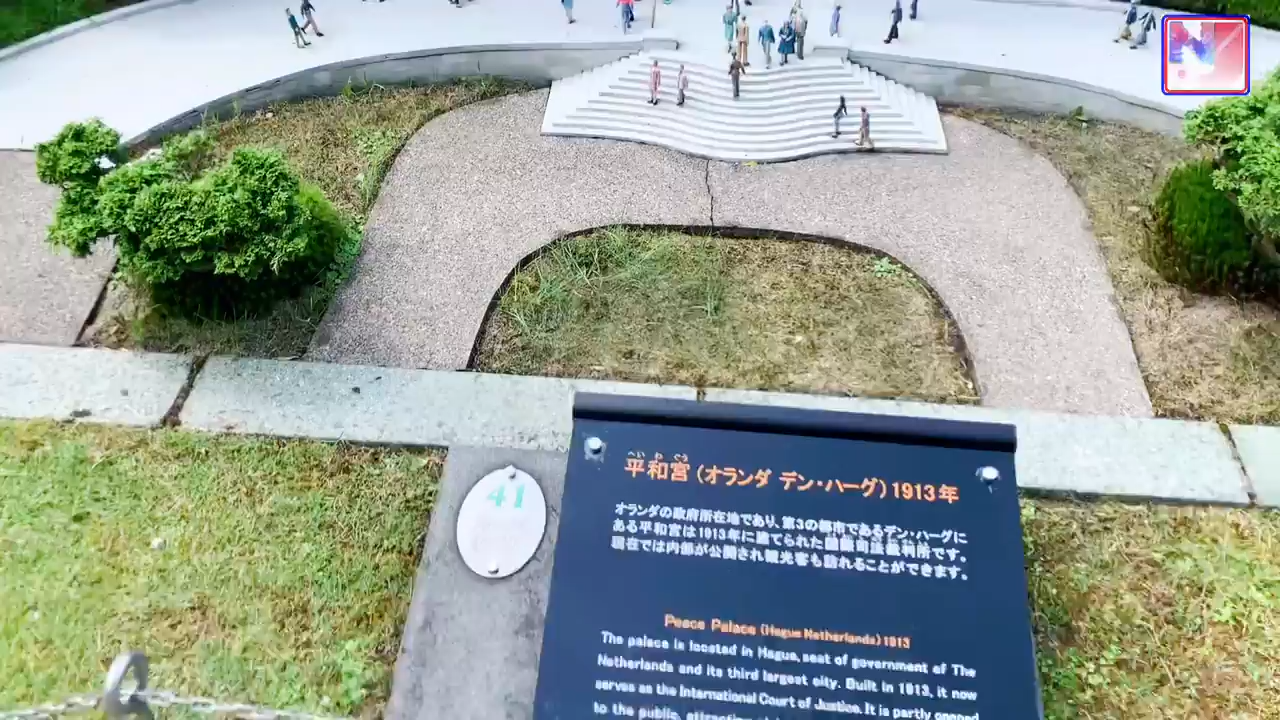 41
へいわきゅう
平和宮 (オランダ デン・ハーグ) 1913年
オランダの政府所在地であり、第3の都市であるデン・ハーグに
ある平和宮は1913年に建てられた国際司法裁判所です。
現在では内部が公開され観光客も訪れることができます。
Peace Palace (Hague Netherlands) 1913
The palace is located in Hague, seat of government of The
Netherlands and its third largest city. Built in 1913, it now
serves as the International Court of Justice. It is partly opened
to the public, attracting